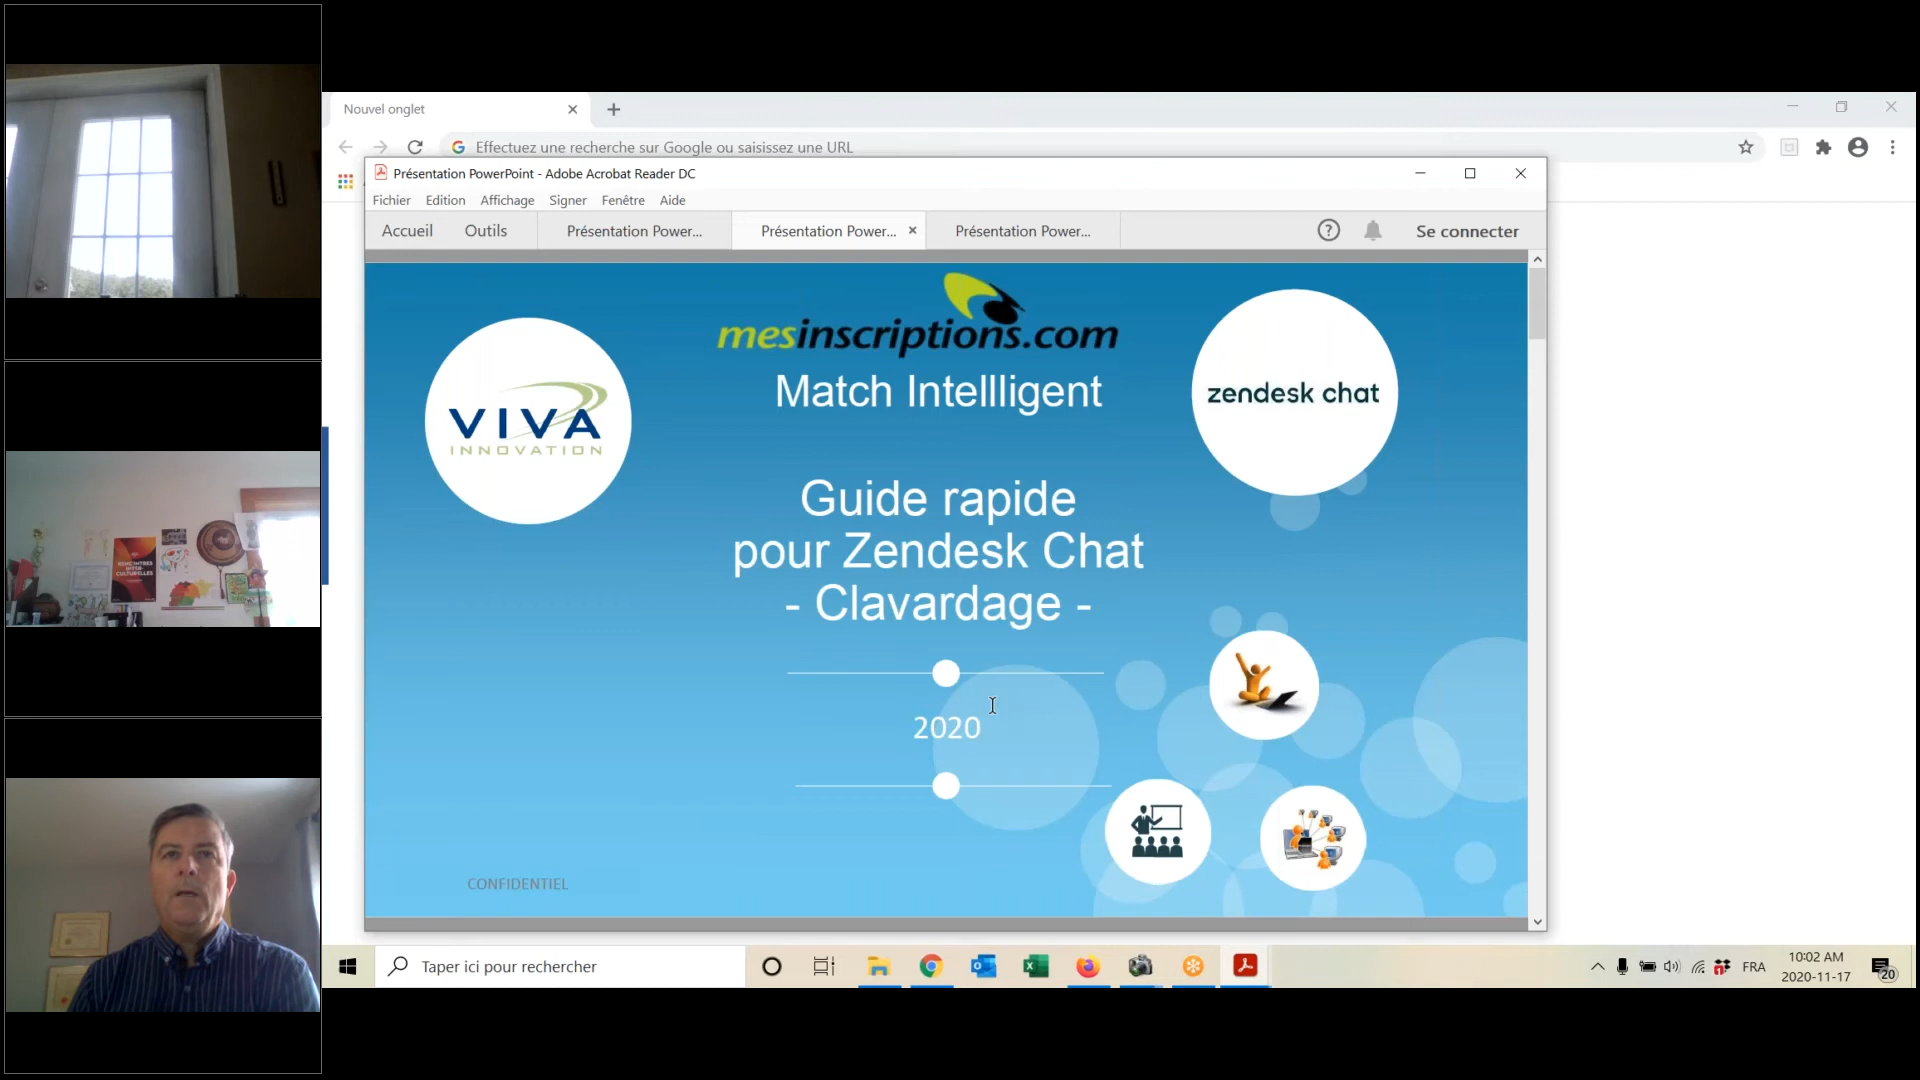 Nouvel onglet
Effectuez une recherche sur Google ou saisissez une URL
Présentation PowerPoint - Adobe Acrobat Reader DC
Fichier Edition Affichage Signer Fenêtre Aide
Accueil Outils Présentation Power... Présentation Power... Présentation Power... Se connecter
mesinscriptions.com
Match Intellligent
VIVA
INNOVATION
zendesk chat
Guide rapide
pour Zendesk Chat
- Clavardage -
2020
CONFIDENTIEL
RENCONTRES
INTER-
CULTURELLES
Taper ici pour rechercher
FRA
10:02 AM
2020-11-17
20